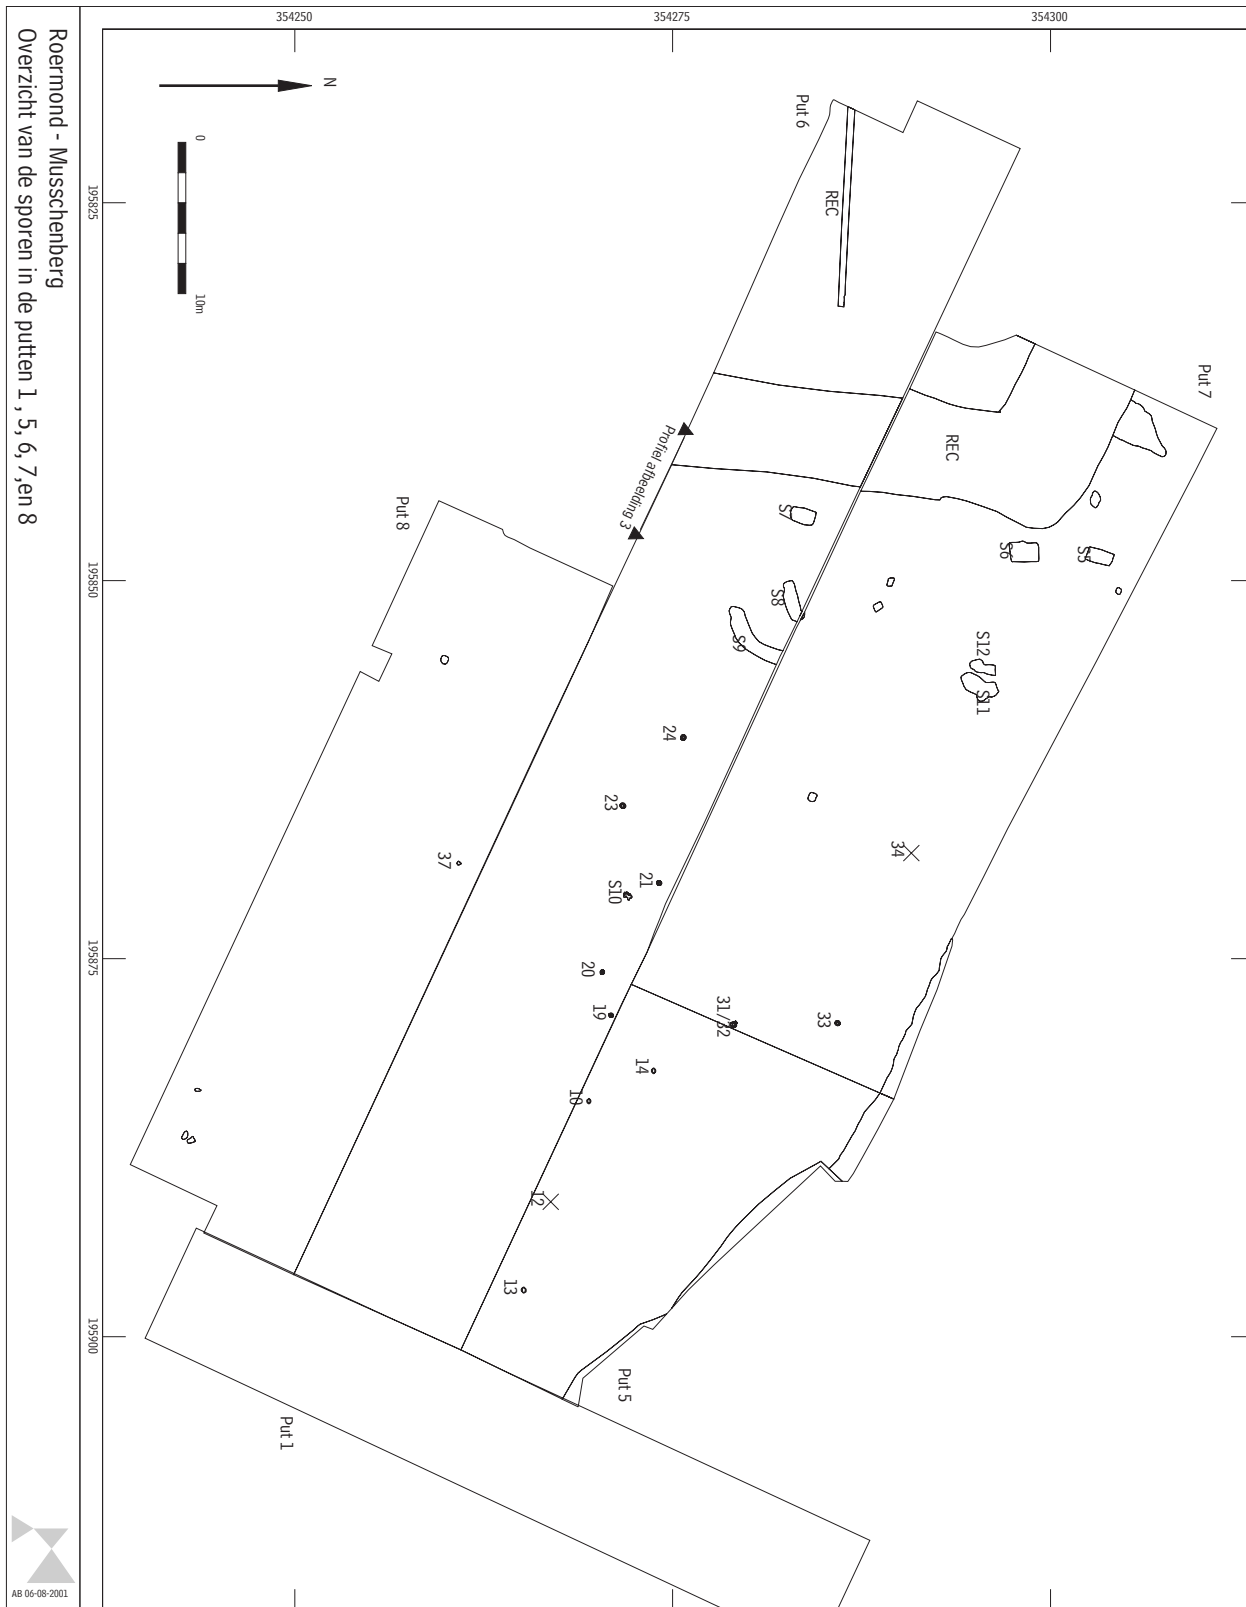 Roermond - Musschenberg
Overzicht van de sporen in de putten 1 , 5, 6, 7,en 8
354250
354275
354300
N
0
10m
195825
195850
195875
195900
Put 6
REC
Put 7
REC
Profiel afbeelding 3
Put 8
S7
S6
S5
S8
S9
S12
S11
24
23
34
37
21
S10
20
19
31/32
33
14
10
12
13
Put 5
Put 1
AB 06-08-2001